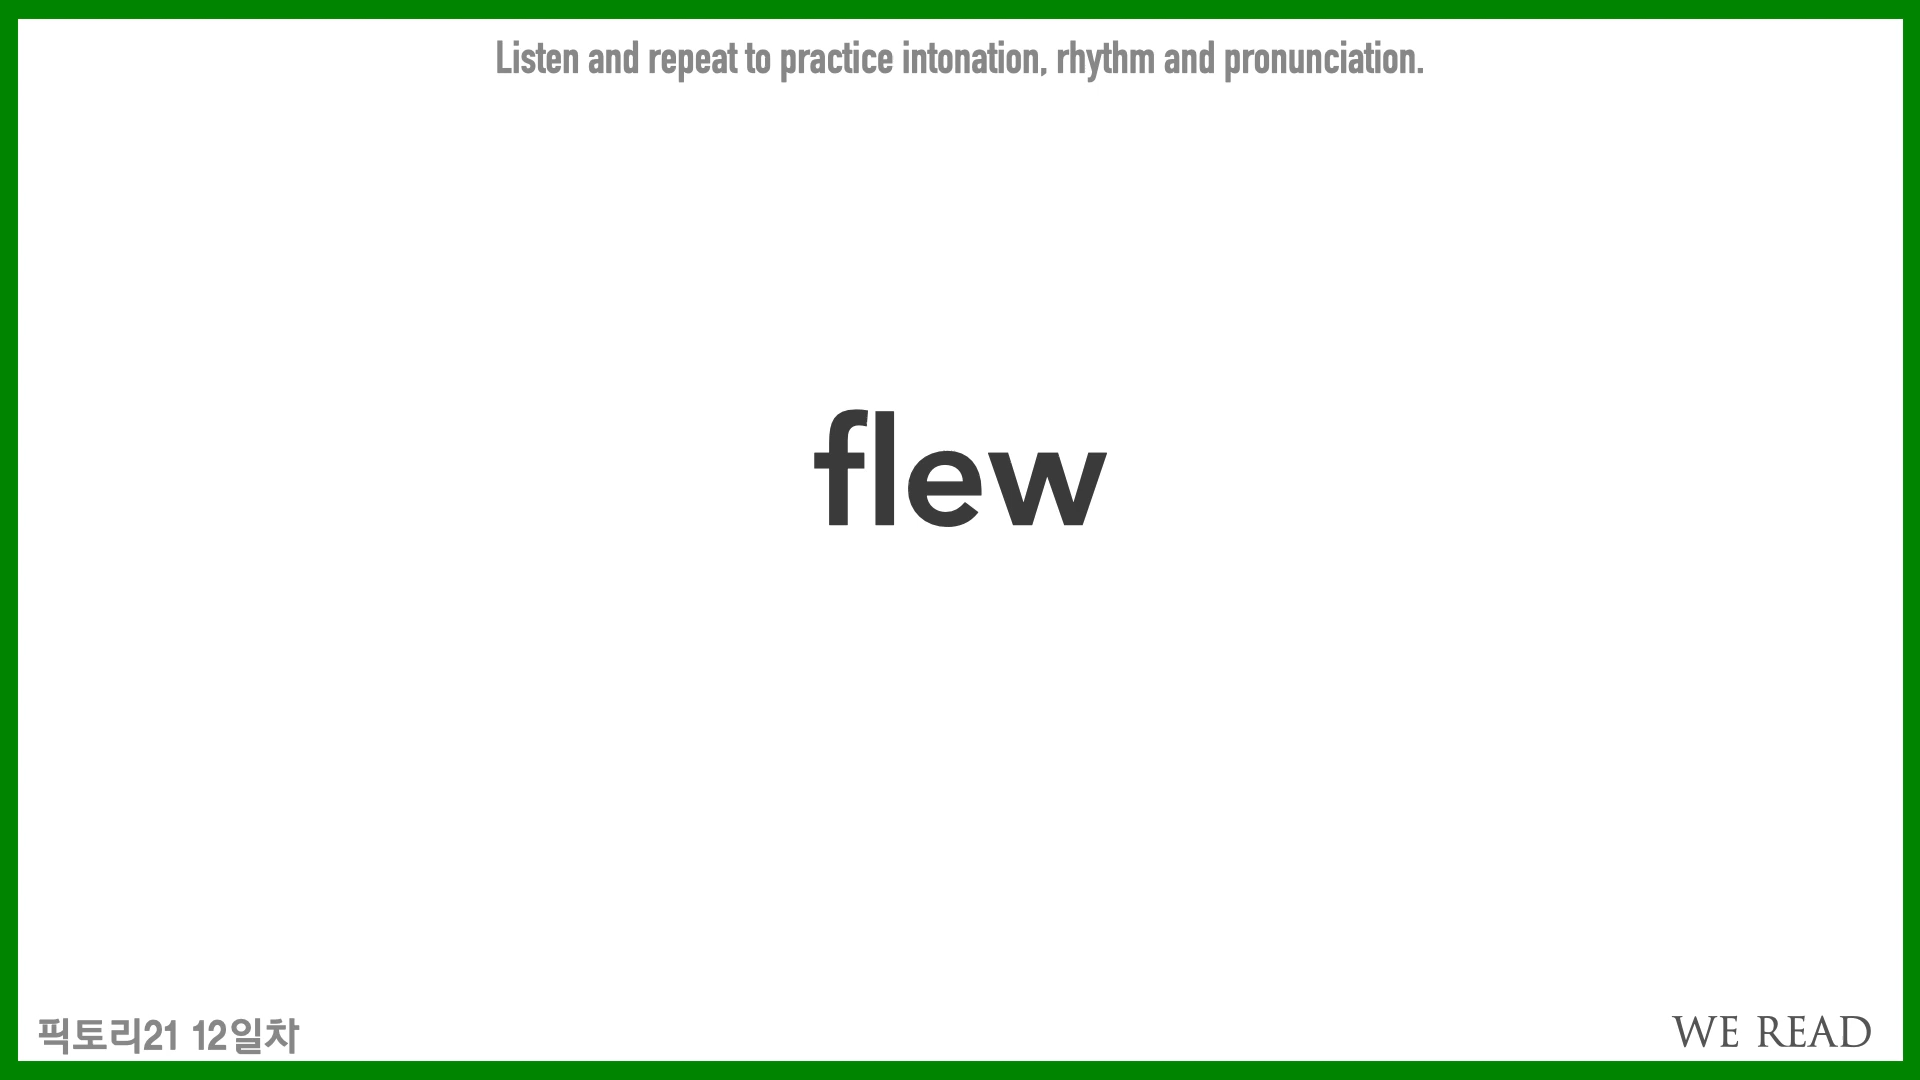 Listen and repeat to practice intonation, rhythm and pronunciation.
flew
픽토리21 12일차
WE READ